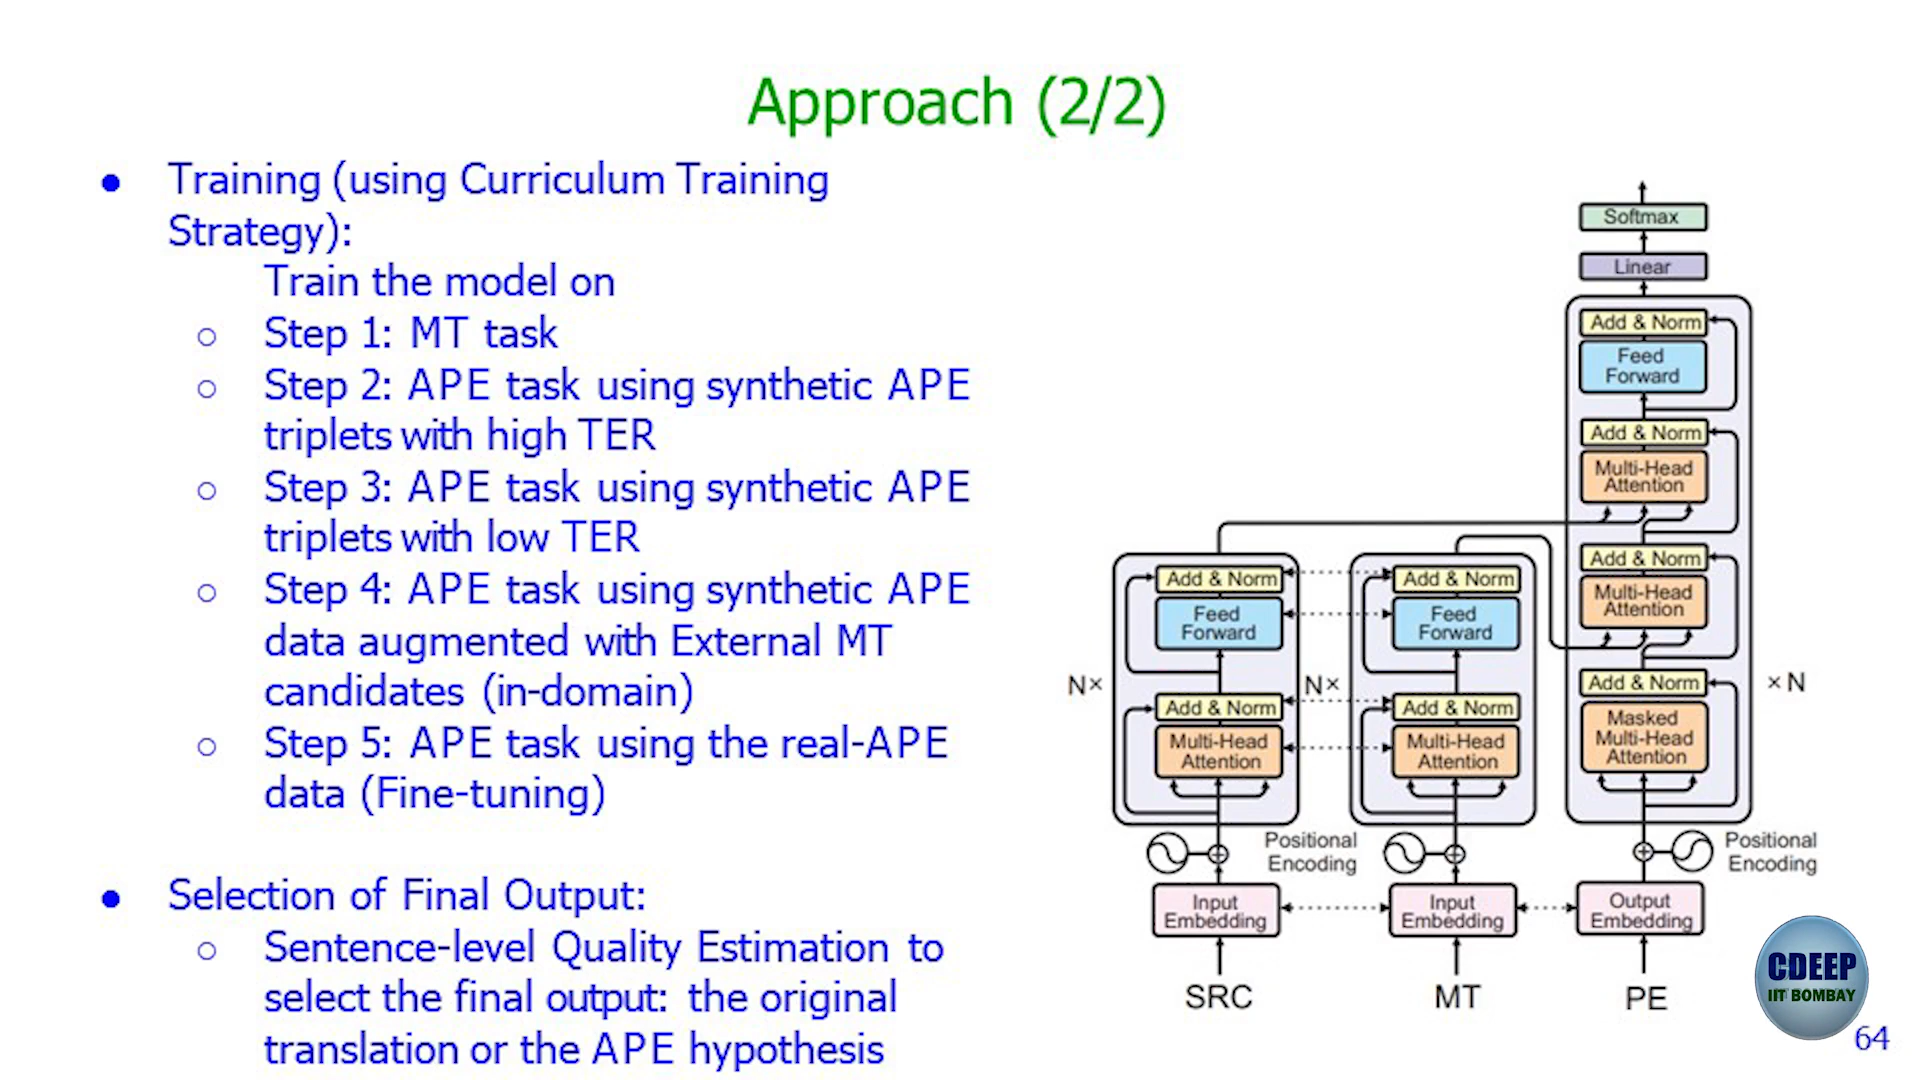 Approach (2/2)
● Training (using Curriculum Training
Strategy):
Train the model on
○ Step 1: MT task
○ Step 2: APE task using synthetic APE
triplets with high TER
○ Step 3: APE task using synthetic APE
triplets with low TER
○ Step 4: APE task using synthetic APE
data augmented with External MT
candidates (in-domain)
○ Step 5: APE task using the real-APE
data (Fine-tuning)
● Selection of Final Output:
○ Sentence-level Quality Estimation to
select the final output: the original
translation or the APE hypothesis
Softmax
Linear
Add & Norm
Feed
Forward
Add & Norm
Multi-Head
Attention
Add & Norm
Multi-Head
Attention
Add & Norm
Masked
Multi-Head
Attention
× N
Positional
Encoding
Output
Embedding
PE
Add & Norm
Feed
Forward
N×
Add & Norm
Multi-Head
Attention
Positional
Encoding
Input
Embedding
SRC
Add & Norm
Feed
Forward
N×
Add & Norm
Multi-Head
Attention
Input
Embedding
MT
CDEEP
IIT BOMBAY
64